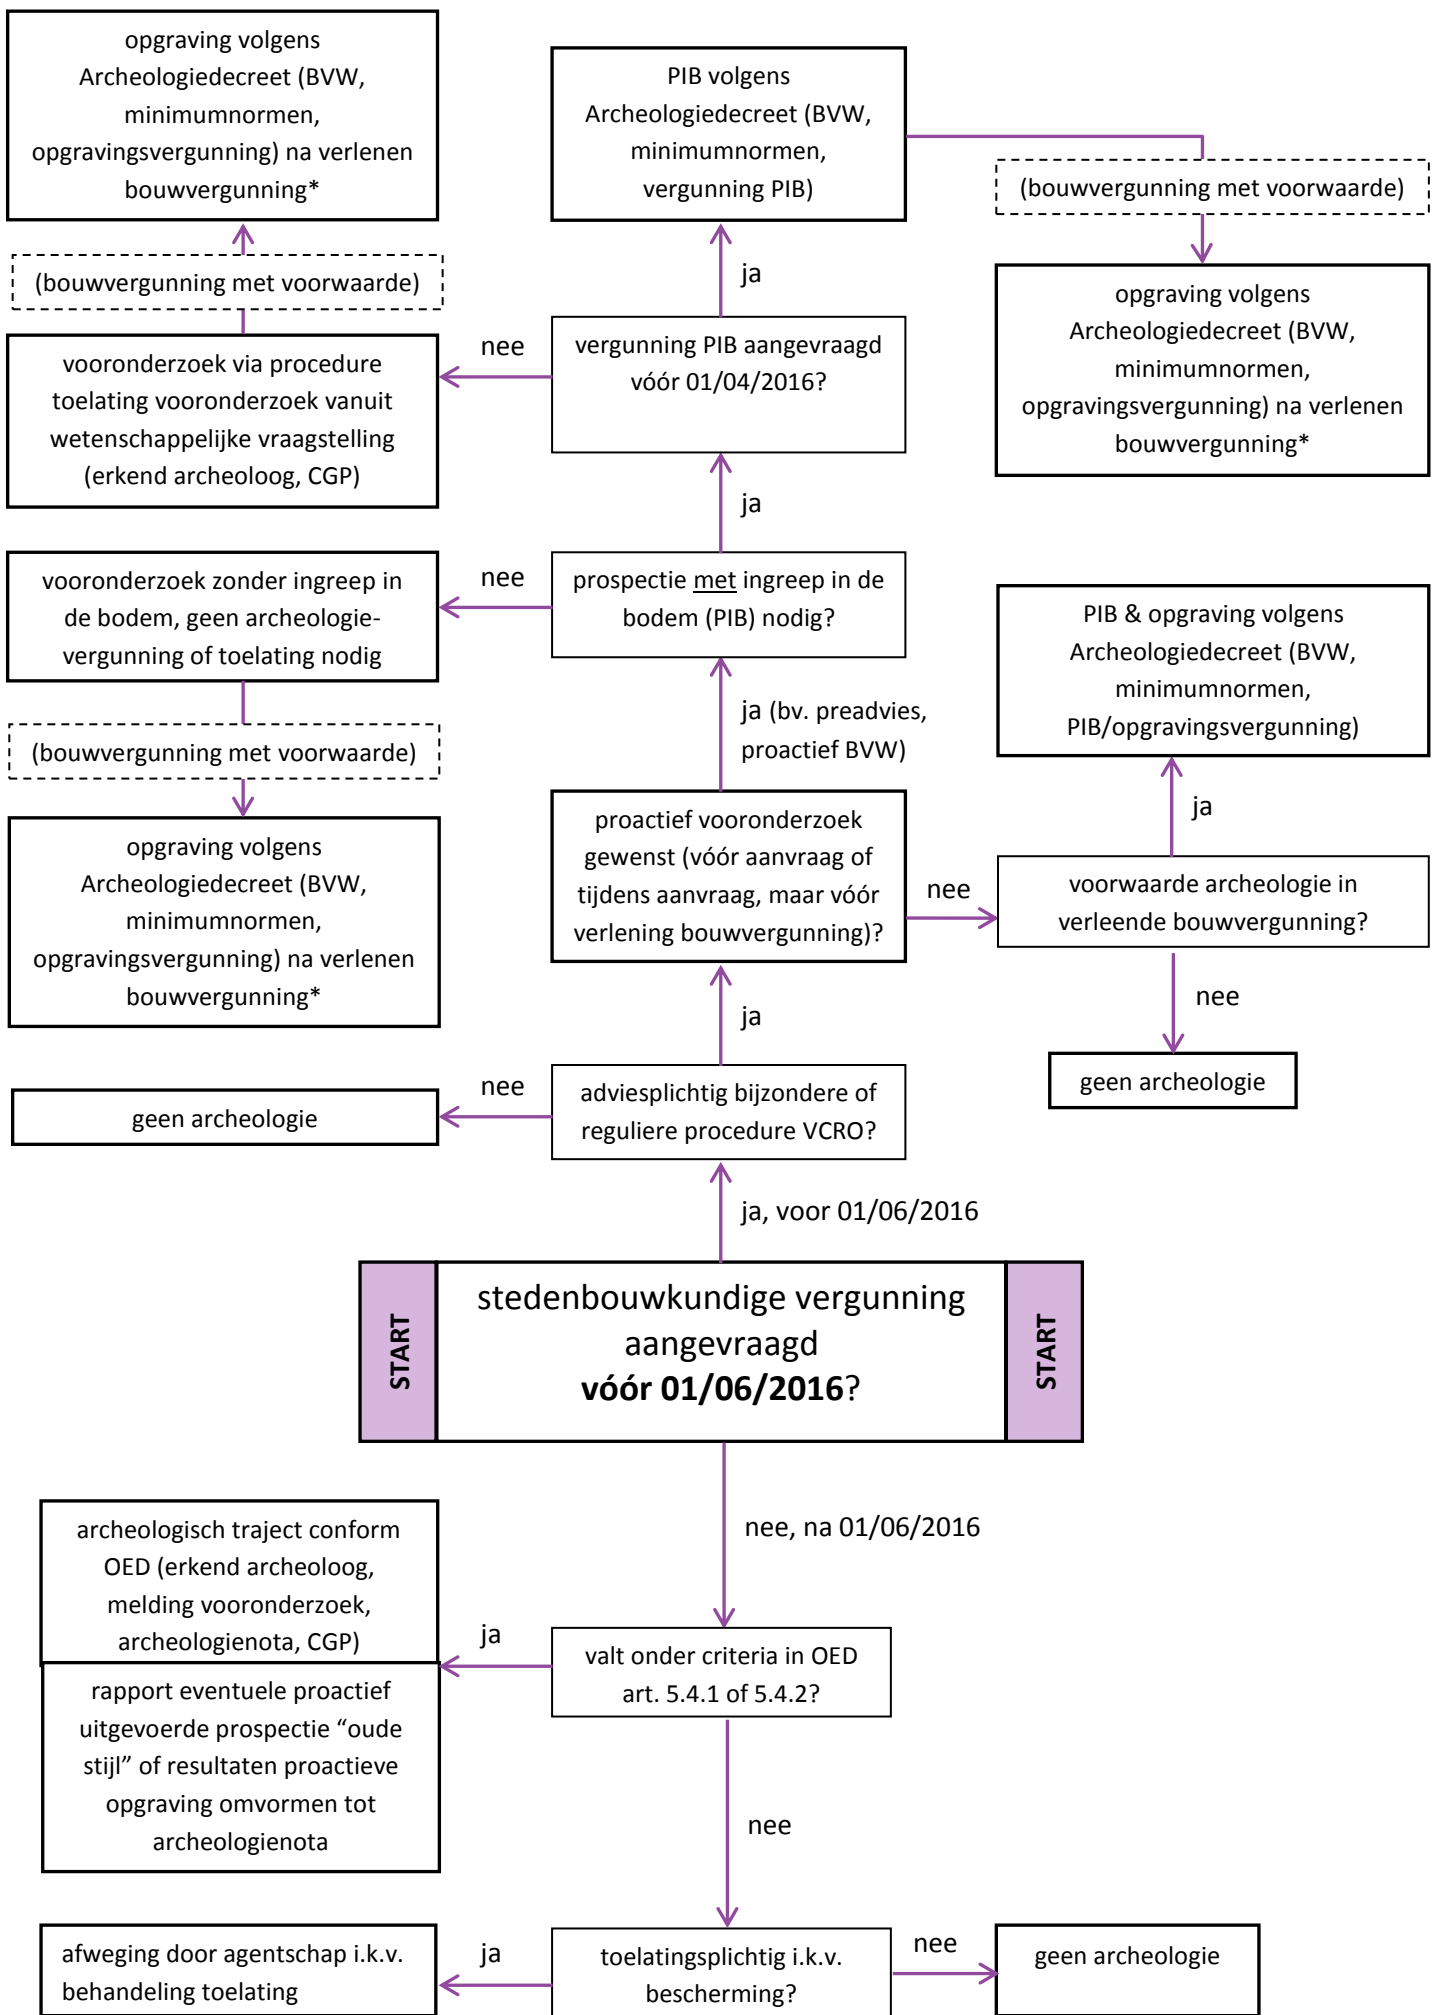 opgraving volgens
Archeologiedecreet (BVW,
minimumnormen,
opgravingsvergunning) na verlenen
bouwvergunning*
PIB volgens
Archeologiedecreet (BVW,
minimumnormen,
vergunning PIB)
(bouwvergunning met voorwaarde)
(bouwvergunning met voorwaarde)
ja
opgraving volgens
Archeologiedecreet (BVW,
minimumnormen,
opgravingsvergunning) na verlenen
bouwvergunning*
vooronderzoek via procedure
toelating vooronderzoek vanuit
wetenschappelijke vraagstelling
(erkend archeoloog, CGP)
nee
vergunning PIB aangevraagd
vóór 01/04/2016?
ja
vooronderzoek zonder ingreep in
de bodem, geen archeologie-
vergunning of toelating nodig
nee
prospectie met ingreep in de
bodem (PIB) nodig?
PIB & opgraving volgens
Archeologiedecreet (BVW,
minimumnormen,
PIB/opgravingsvergunning)
ja (bv. preadvies,
proactief BVW)
(bouwvergunning met voorwaarde)
ja
opgraving volgens
Archeologiedecreet (BVW,
minimumnormen,
opgravingsvergunning) na verlenen
bouwvergunning*
proactief vooronderzoek
gewenst (vóór aanvraag of
tijdens aanvraag, maar vóór
verlening bouwvergunning)?
nee
voorwaarde archeologie in
verleende bouwvergunning?
nee
ja
geen archeologie
geen archeologie
nee
adviesplichtig bijzondere of
reguliere procedure VCRO?
ja, voor 01/06/2016
START
stedenbouwkundige vergunning
aangevraagd
vóór 01/06/2016?
START
nee, na 01/06/2016
archeologisch traject conform
OED (erkend archeoloog,
melding vooronderzoek,
archeologienota, CGP)
ja
valt onder criteria in OED
art. 5.4.1 of 5.4.2?
rapport eventuele proactief
uitgevoerde prospectie “oude
stijl” of resultaten proactieve
opgraving omvormen tot
archeologienota
nee
afweging door agentschap i.k.v.
behandeling toelating
ja
toelatingsplichtig i.k.v.
bescherming?
nee
geen archeologie